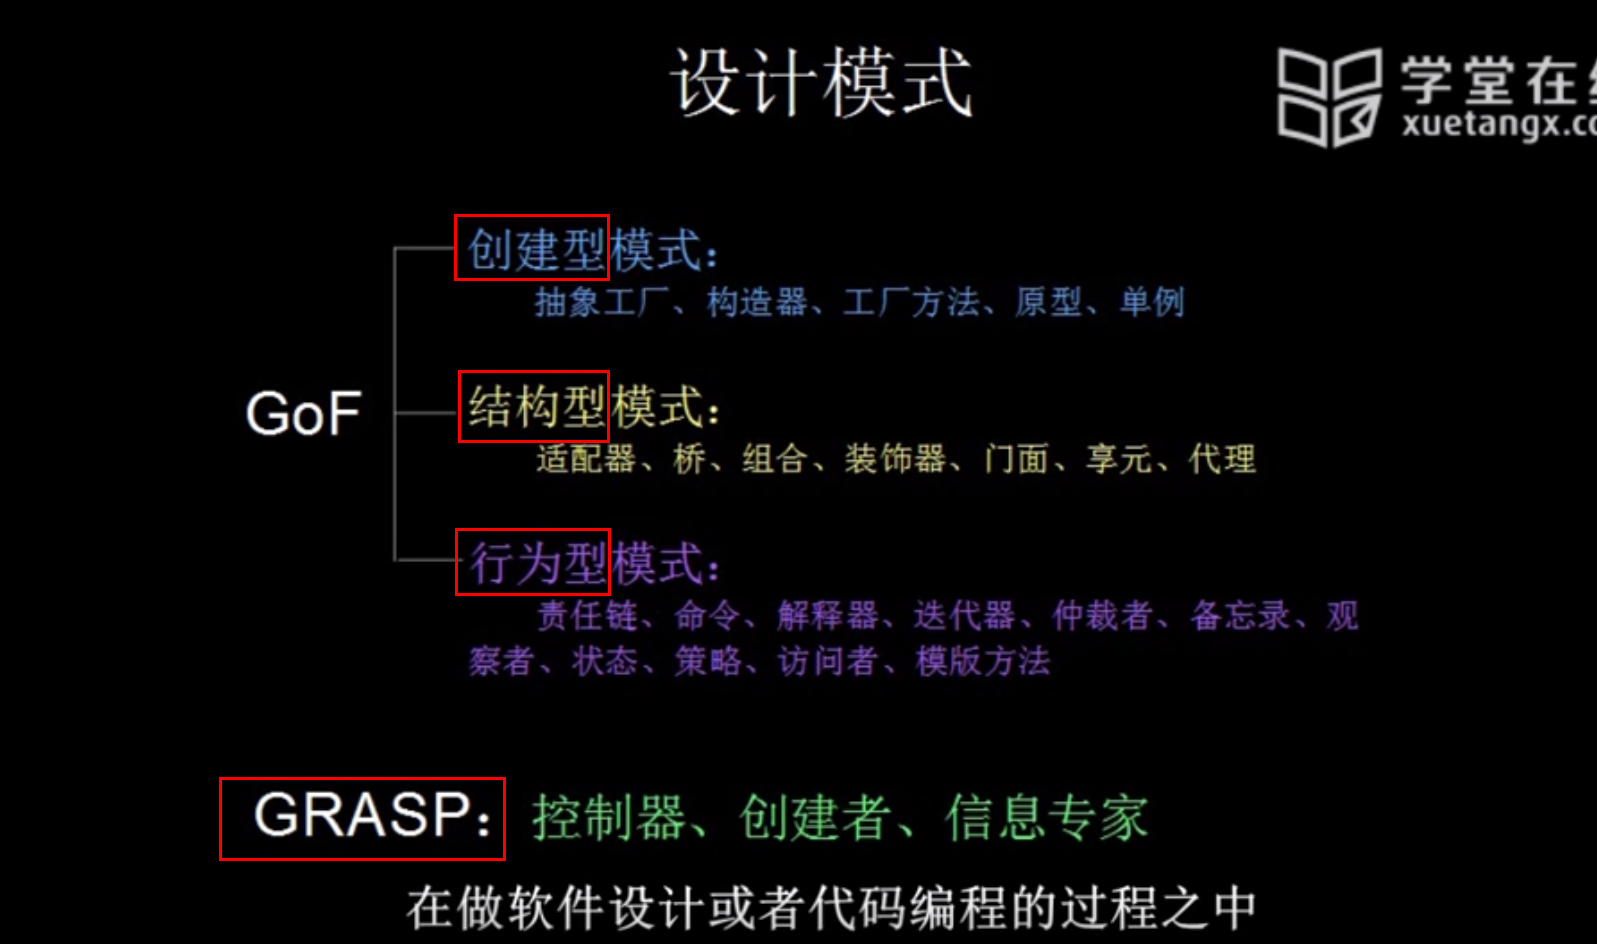 设计模式
学堂在
xuetangx.co
创建型模式：
抽象工厂、构造器、工厂方法、原型、单例
GoF
结构型模式：
适配器、桥、组合、装饰器、门面、享元、代理
行为型模式：
责任链、命令、解释器、迭代器、仲裁者、备忘录、观
察者、状态、策略、访问者、模版方法
GRASP：控制器、创建者、信息专家
在做软件设计或者代码编程的过程之中